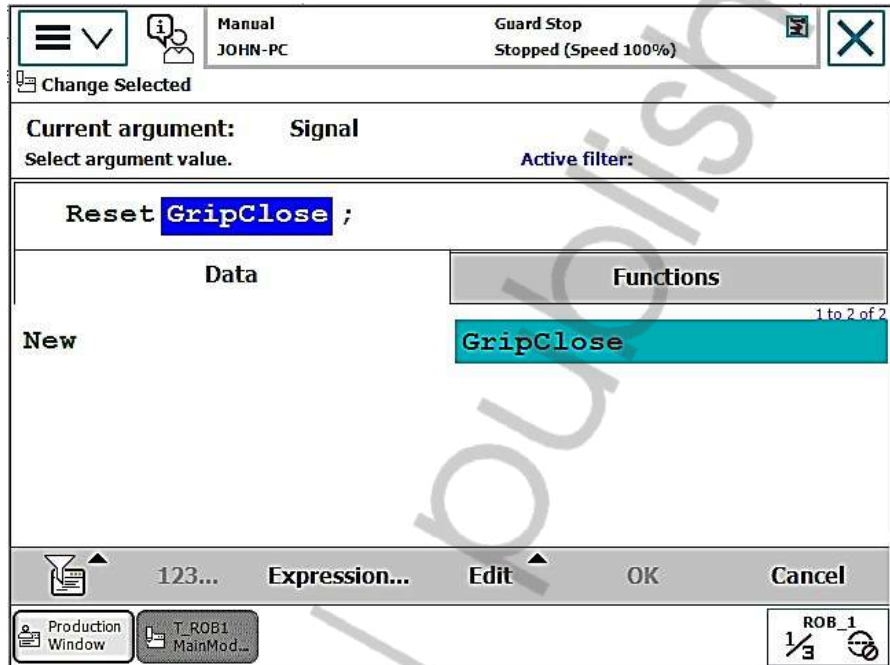 Manual
JOHN-PC
Guard Stop
Stopped (Speed 100%)
Change Selected
Current argument: Signal
Select argument value. Active filter:
Reset GripClose ;
Data Functions
1 to 2 of 2
New GripClose
123... Expression... Edit OK Cancel
Production
Window
T_ROB1
MainMod...
ROB_1
1/3
publish